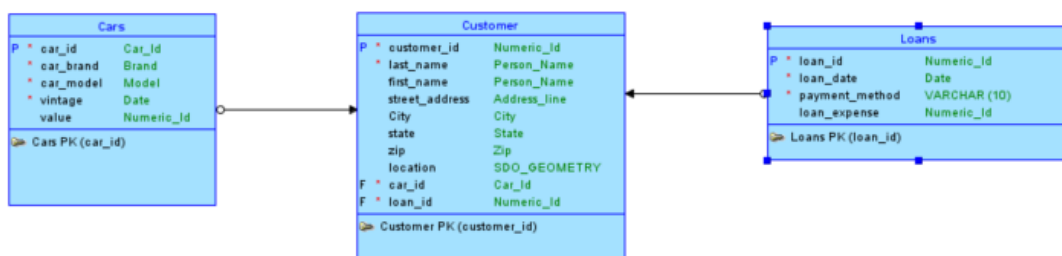 Cars
P * car_id Car_Id
* car_brand Brand
* car_model Model
* vintage Date
value Numeric_Id
Cars PK (car_id)
Customer
P * customer_id Numeric_Id
* last_name Person_Name
first_name Person_Name
street_address Address_line
City City
state State
zip Zip
location SDO_GEOMETRY
F * car_id Car_Id
F * loan_id Numeric_Id
Customer PK (customer_id)
Loans
P * loan_id Numeric_Id
* loan_date Date
* payment_method VARCHAR (10)
loan_expense Numeric_Id
Loans PK (loan_id)